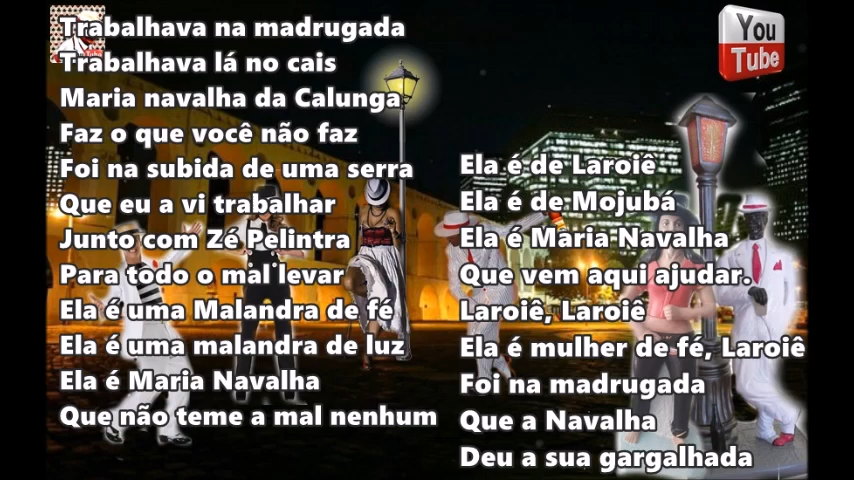 Trabalhava na madrugada
Trabalhava lá no cais
Maria navalha da Calunga
Faz o que você não faz
Foi na subida de uma serra
Que eu a vi trabalhar
Junto com Zé Pelintra
Para todo o mal levar
Ela é uma Malandra de fé
Ela é uma malandra de luz
Ela é Maria Navalha
Que não teme a mal nenhum
You
Tube
Ela é de Laroiê
Ela é de Mojubá
Ela é Maria Navalha
Que vem aqui ajudar.
Laroiê, Laroiê
Ela é mulher de fé, Laroiê
Foi na madrugada
Que a Navalha
Deu a sua gargalhada